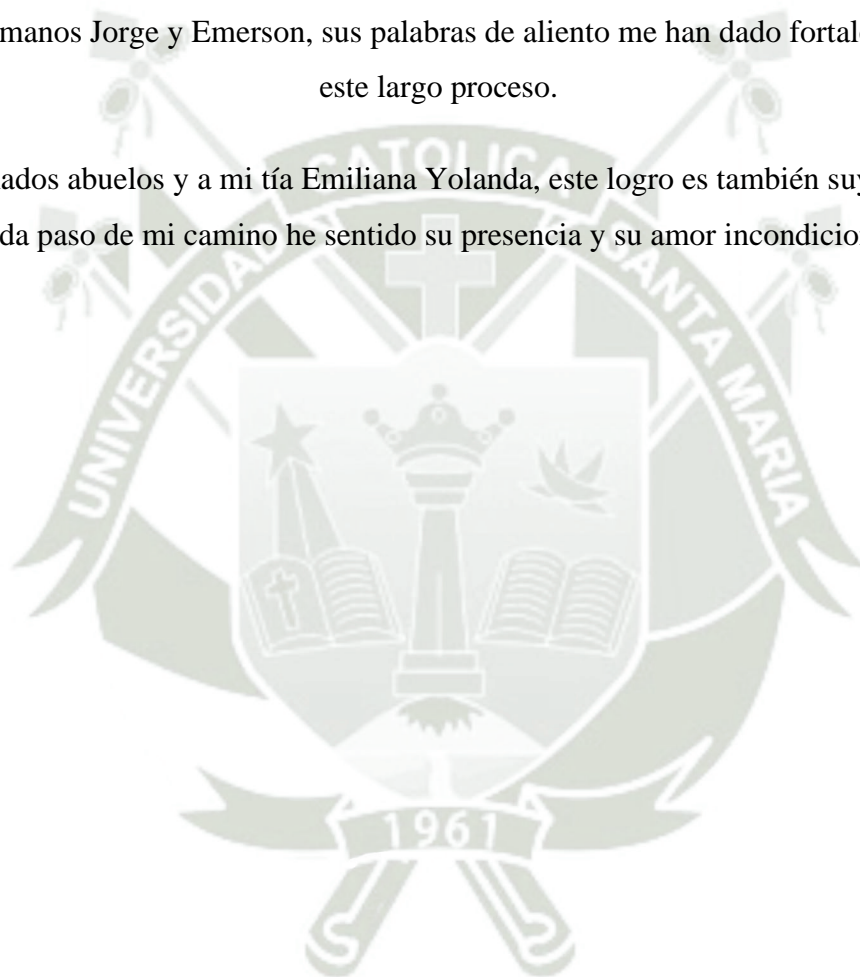 manos Jorge y Emerson, sus palabras de aliento me han dado fortale
este largo proceso.
ados abuelos y a mi tía Emiliana Yolanda, este logro es también suy
da paso de mi camino he sentido su presencia y su amor incondicion
UNIVERSIDAD CATOLICA SANTA MARIA
1961